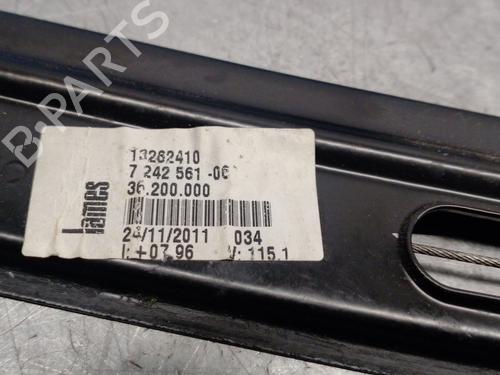 B-PARTS
13262410
7 242 561 -06
36.200.000
lames
24/11/2011 034
I: +07.96 V: 115.1